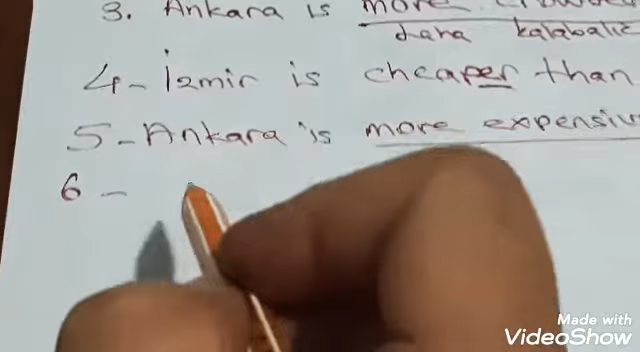 3. Ankara is more crowded
daha kalabalık
4- İzmir is cheaper than
5- Ankara is more expensiv
6-
Made with
VideoShow